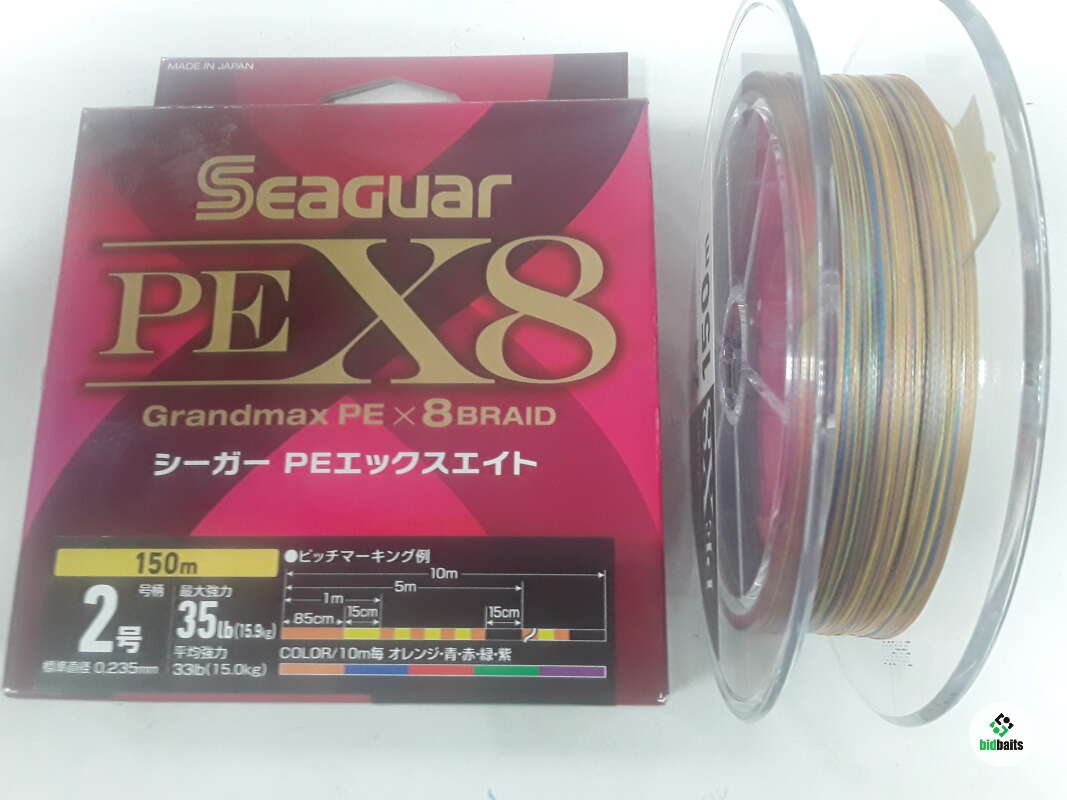 MADE IN JAPAN
SEAGUAR
PE X8
Grandmax PE × 8 BRAID
シーガー PEエックスエイト
150m
●ピッチマーキング例
10m
5m
1m
85cm
15cm
15cm
2号
号柄
標準直径 0.235mm
最大強力
35lb(15.9kg)
平均強力
33lb(15.0kg)
COLOR/10m毎 オレンジ・青・赤・緑・紫
150m
bidbaits